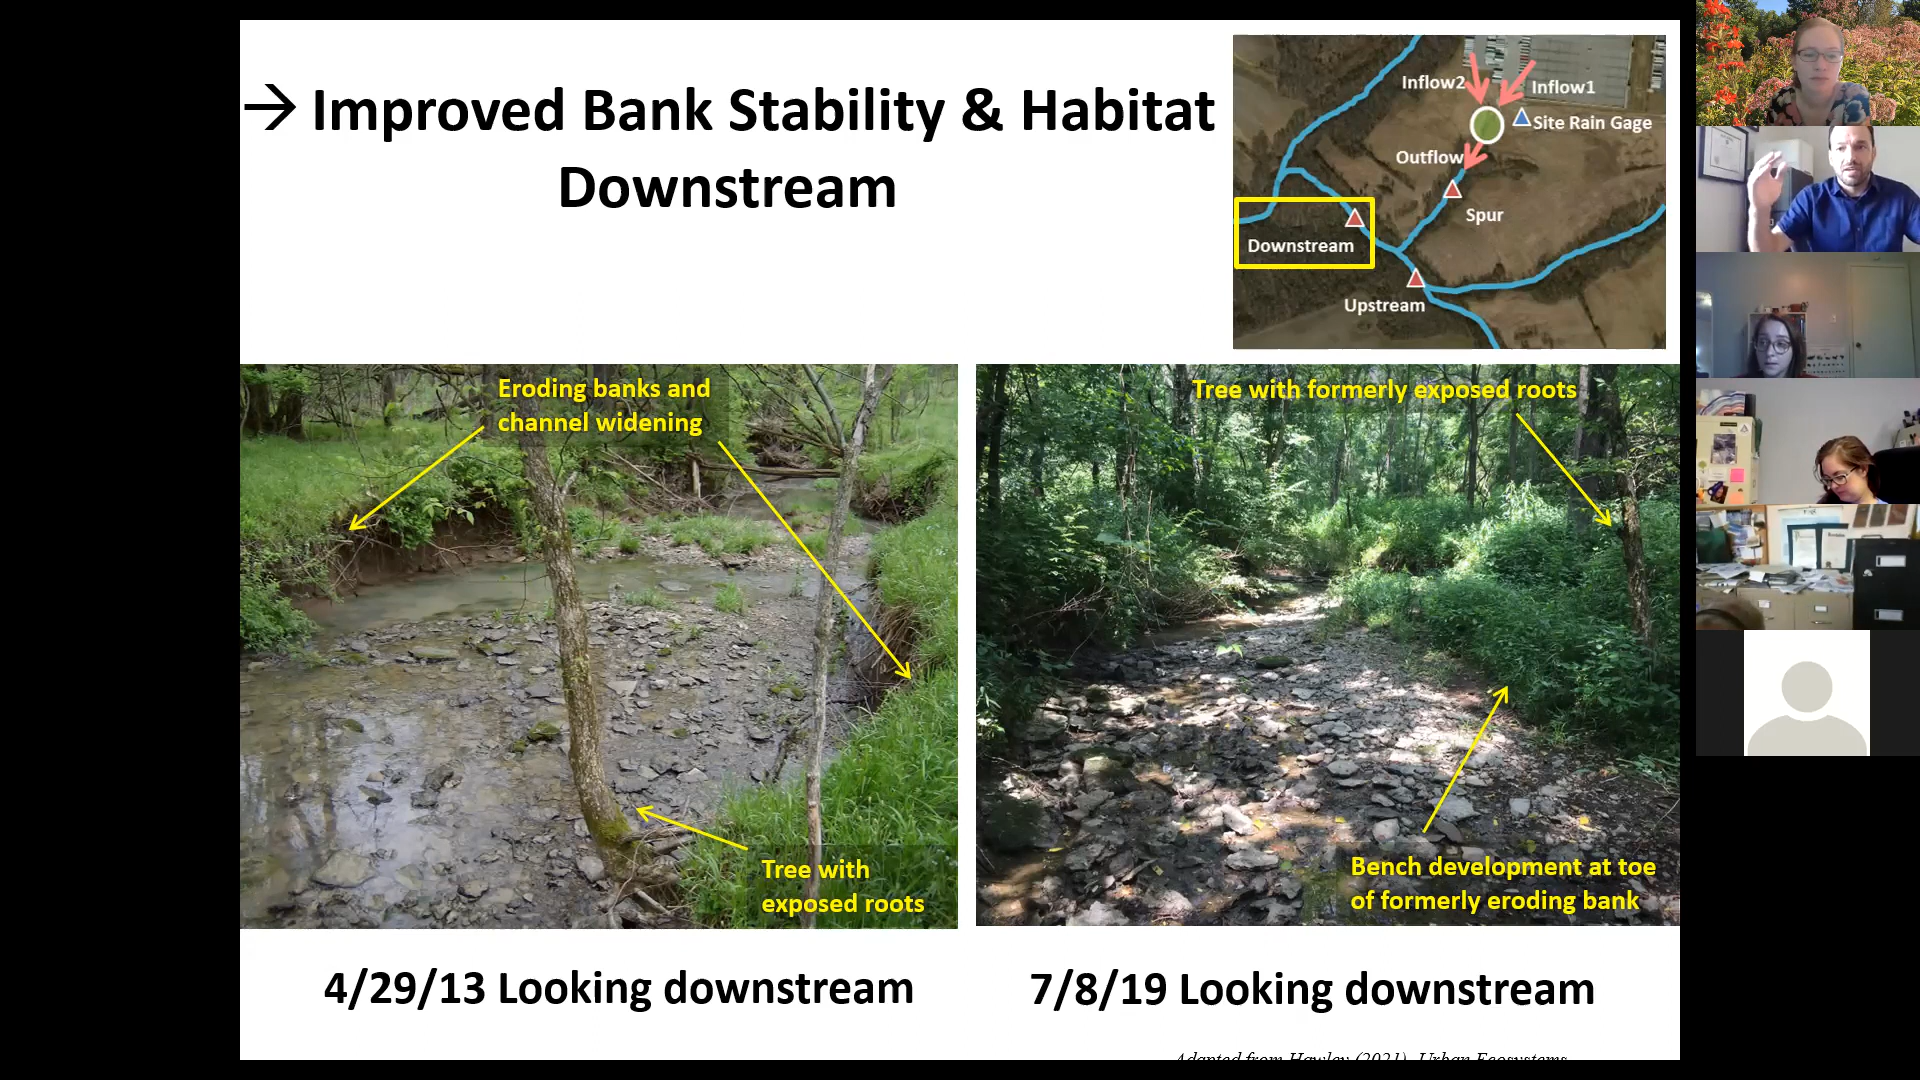 → Improved Bank Stability & Habitat
Downstream
Inflow2
Inflow1
Site Rain Gage
Outflow
Spur
Downstream
Upstream
Eroding banks and
channel widening
Tree with
exposed roots
Tree with formerly exposed roots
Bench development at toe
of formerly eroding bank
4/29/13 Looking downstream
7/8/19 Looking downstream
Adapted from Hawley (2021), Urban Ecosystems